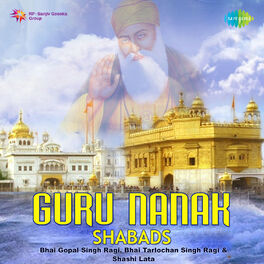 RP-Sanjiv Goenka
Group
GURU NANAK
SHABADS
Bhai Gopal Singh Ragi, Bhai Tarlochan Singh Ragi &
Shashi Lata